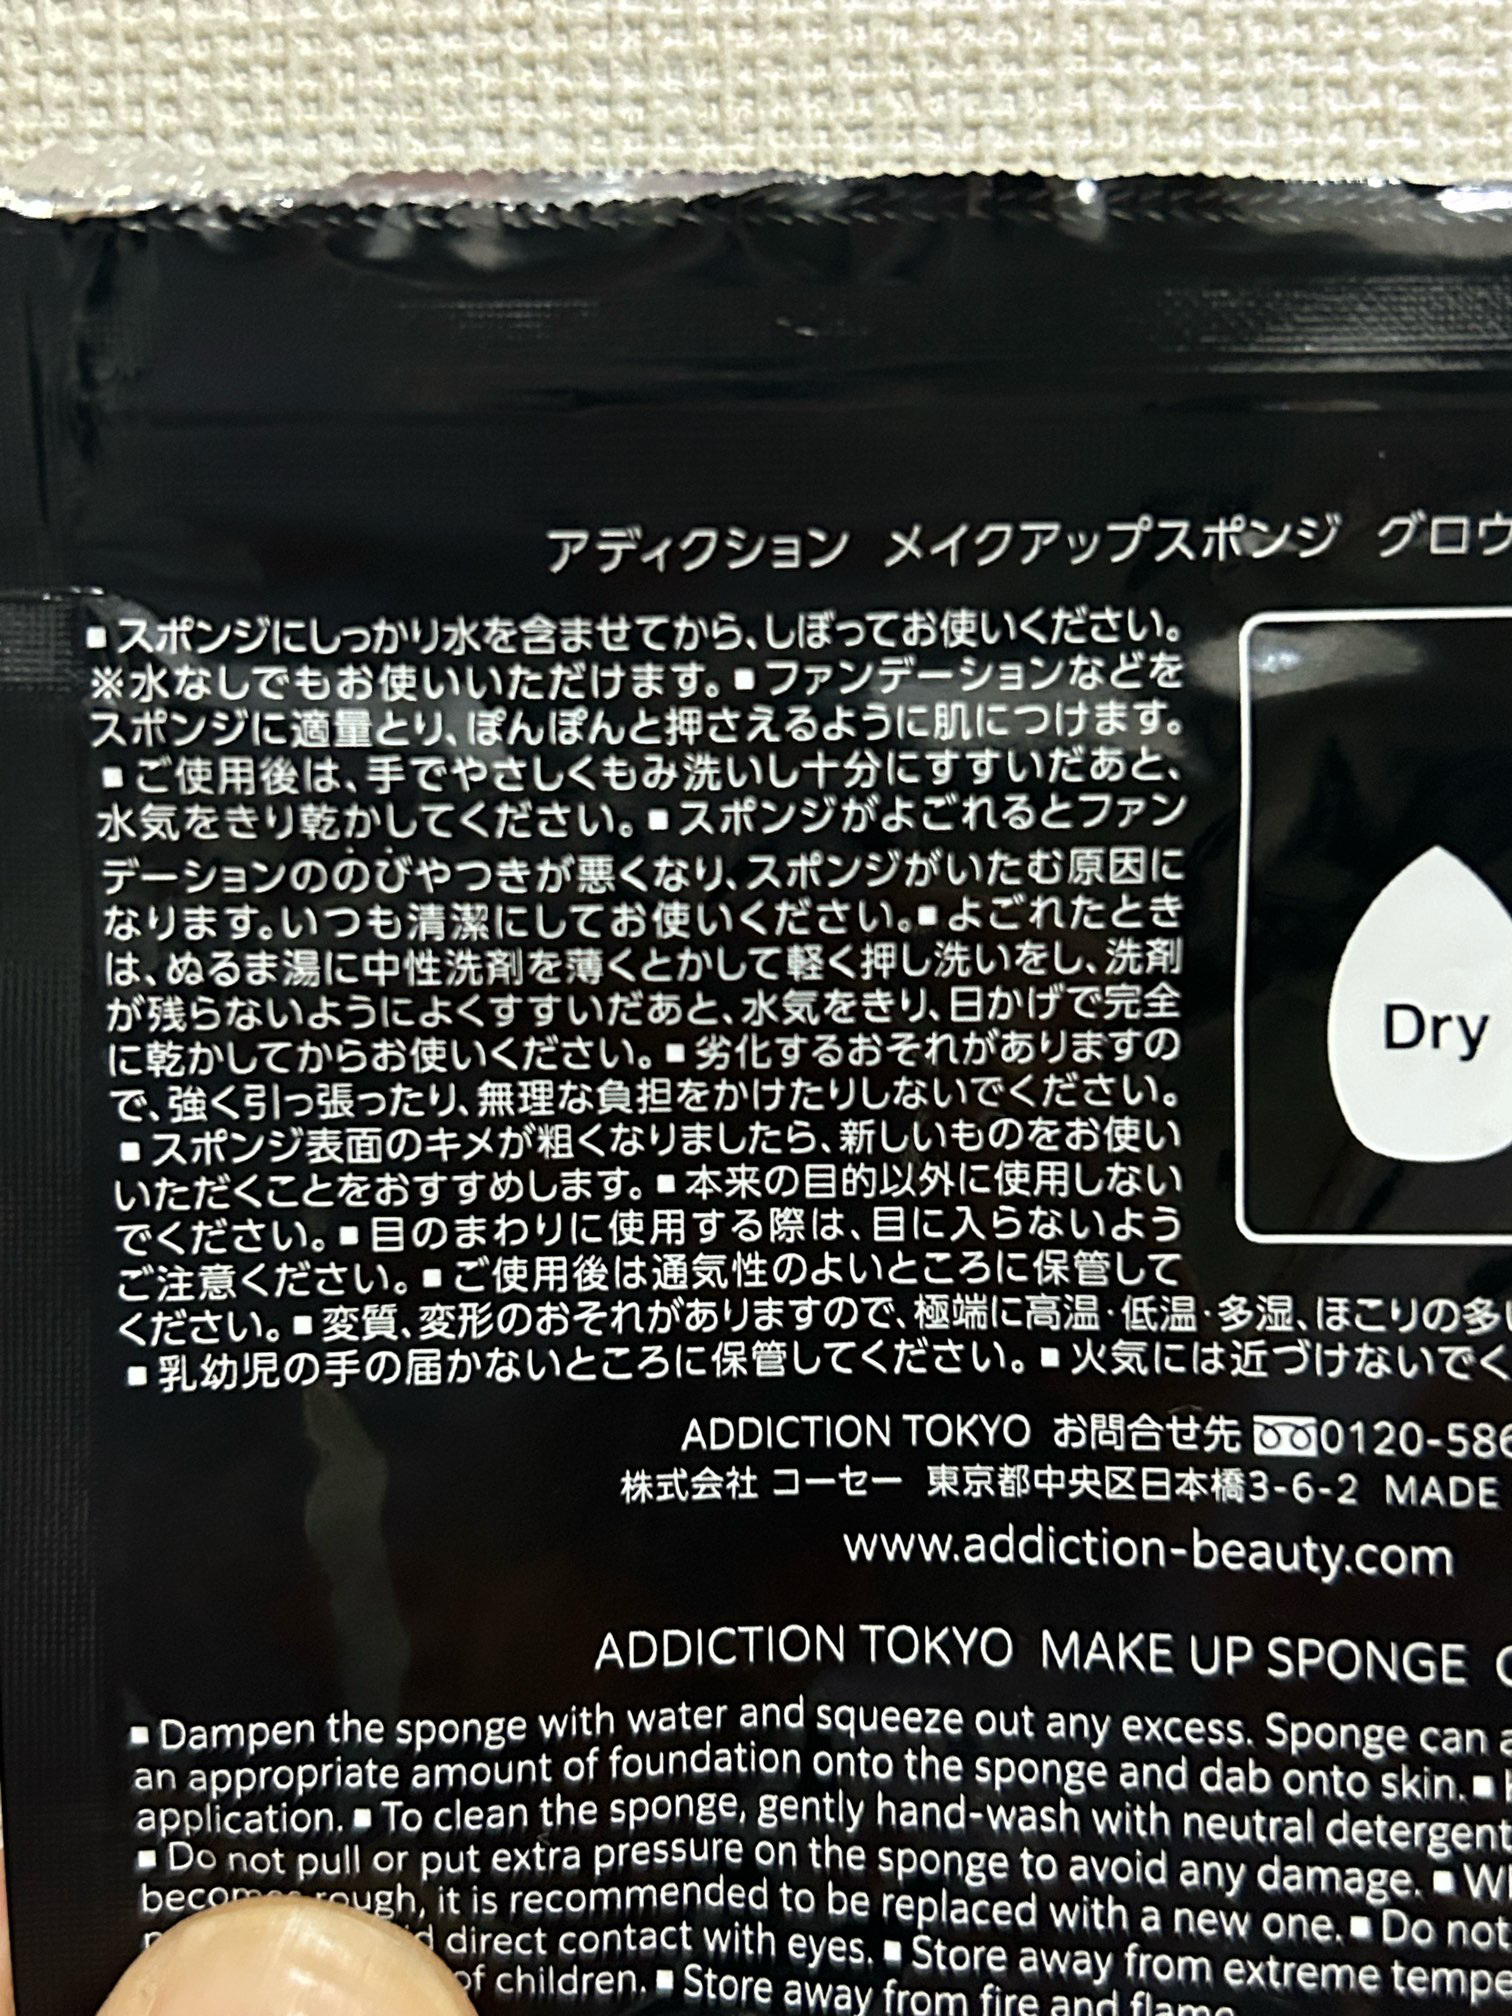 アディクション メイクアップスポンジ グロウ
■スポンジにしっかり水を含ませてから、しぼってお使いください。
※水なしでもお使いいただけます。■ファンデーションなどを
スポンジに適量とり、ぽんぽんと押さえるように肌につけます。
■ご使用後は、手でやさしくもみ洗いし十分にすすいだあと、
水気をきり乾かしてください。■スポンジがよごれるとファン
デーションののびやつきが悪くなり、スポンジがいたむ原因に
なります。いつも清潔にしてお使いください。■よごれたとき
は、ぬるま湯に中性洗剤を薄くとかして軽く押し洗いをし、洗剤
が残らないようによくすすいだあと、水気をきり、日かげで完全
に乾かしてからお使いください。■劣化するおそれがありますの
で、強く引っ張ったり、無理な負担をかけたりしないでください。
■スポンジ表面のキメが粗くなりましたら、新しいものをお使い
いただくことをおすすめします。■本来の目的以外に使用しない
でください。■目のまわりに使用する際は、目に入らないよう
ご注意ください。■ご使用後は通気性のよいところに保管して
ください。■変質、変形のおそれがありますので、極端に高温・低温・多湿、ほこりの多
■乳幼児の手の届かないところに保管してください。■火気には近づけないでく
Dry
ADDICTION TOKYO お問合せ先 0120-586
株式会社 コーセー 東京都中央区日本橋3-6-2 MADE
www.addiction-beauty.com
ADDICTION TOKYO MAKE UP SPONGE
■Dampen the sponge with water and squeeze out any excess. Sponge can
an appropriate amount of foundation onto the sponge and dab onto skin.■
application.■To clean the sponge, gently hand-wash with neutral detergent
■Do not pull or put extra pressure on the sponge to avoid any damage.■
rough, it is recommended to be replaced with a new one.■Do not
direct contact with eyes.■Store away from extreme
of children.■Store away from fire and flame